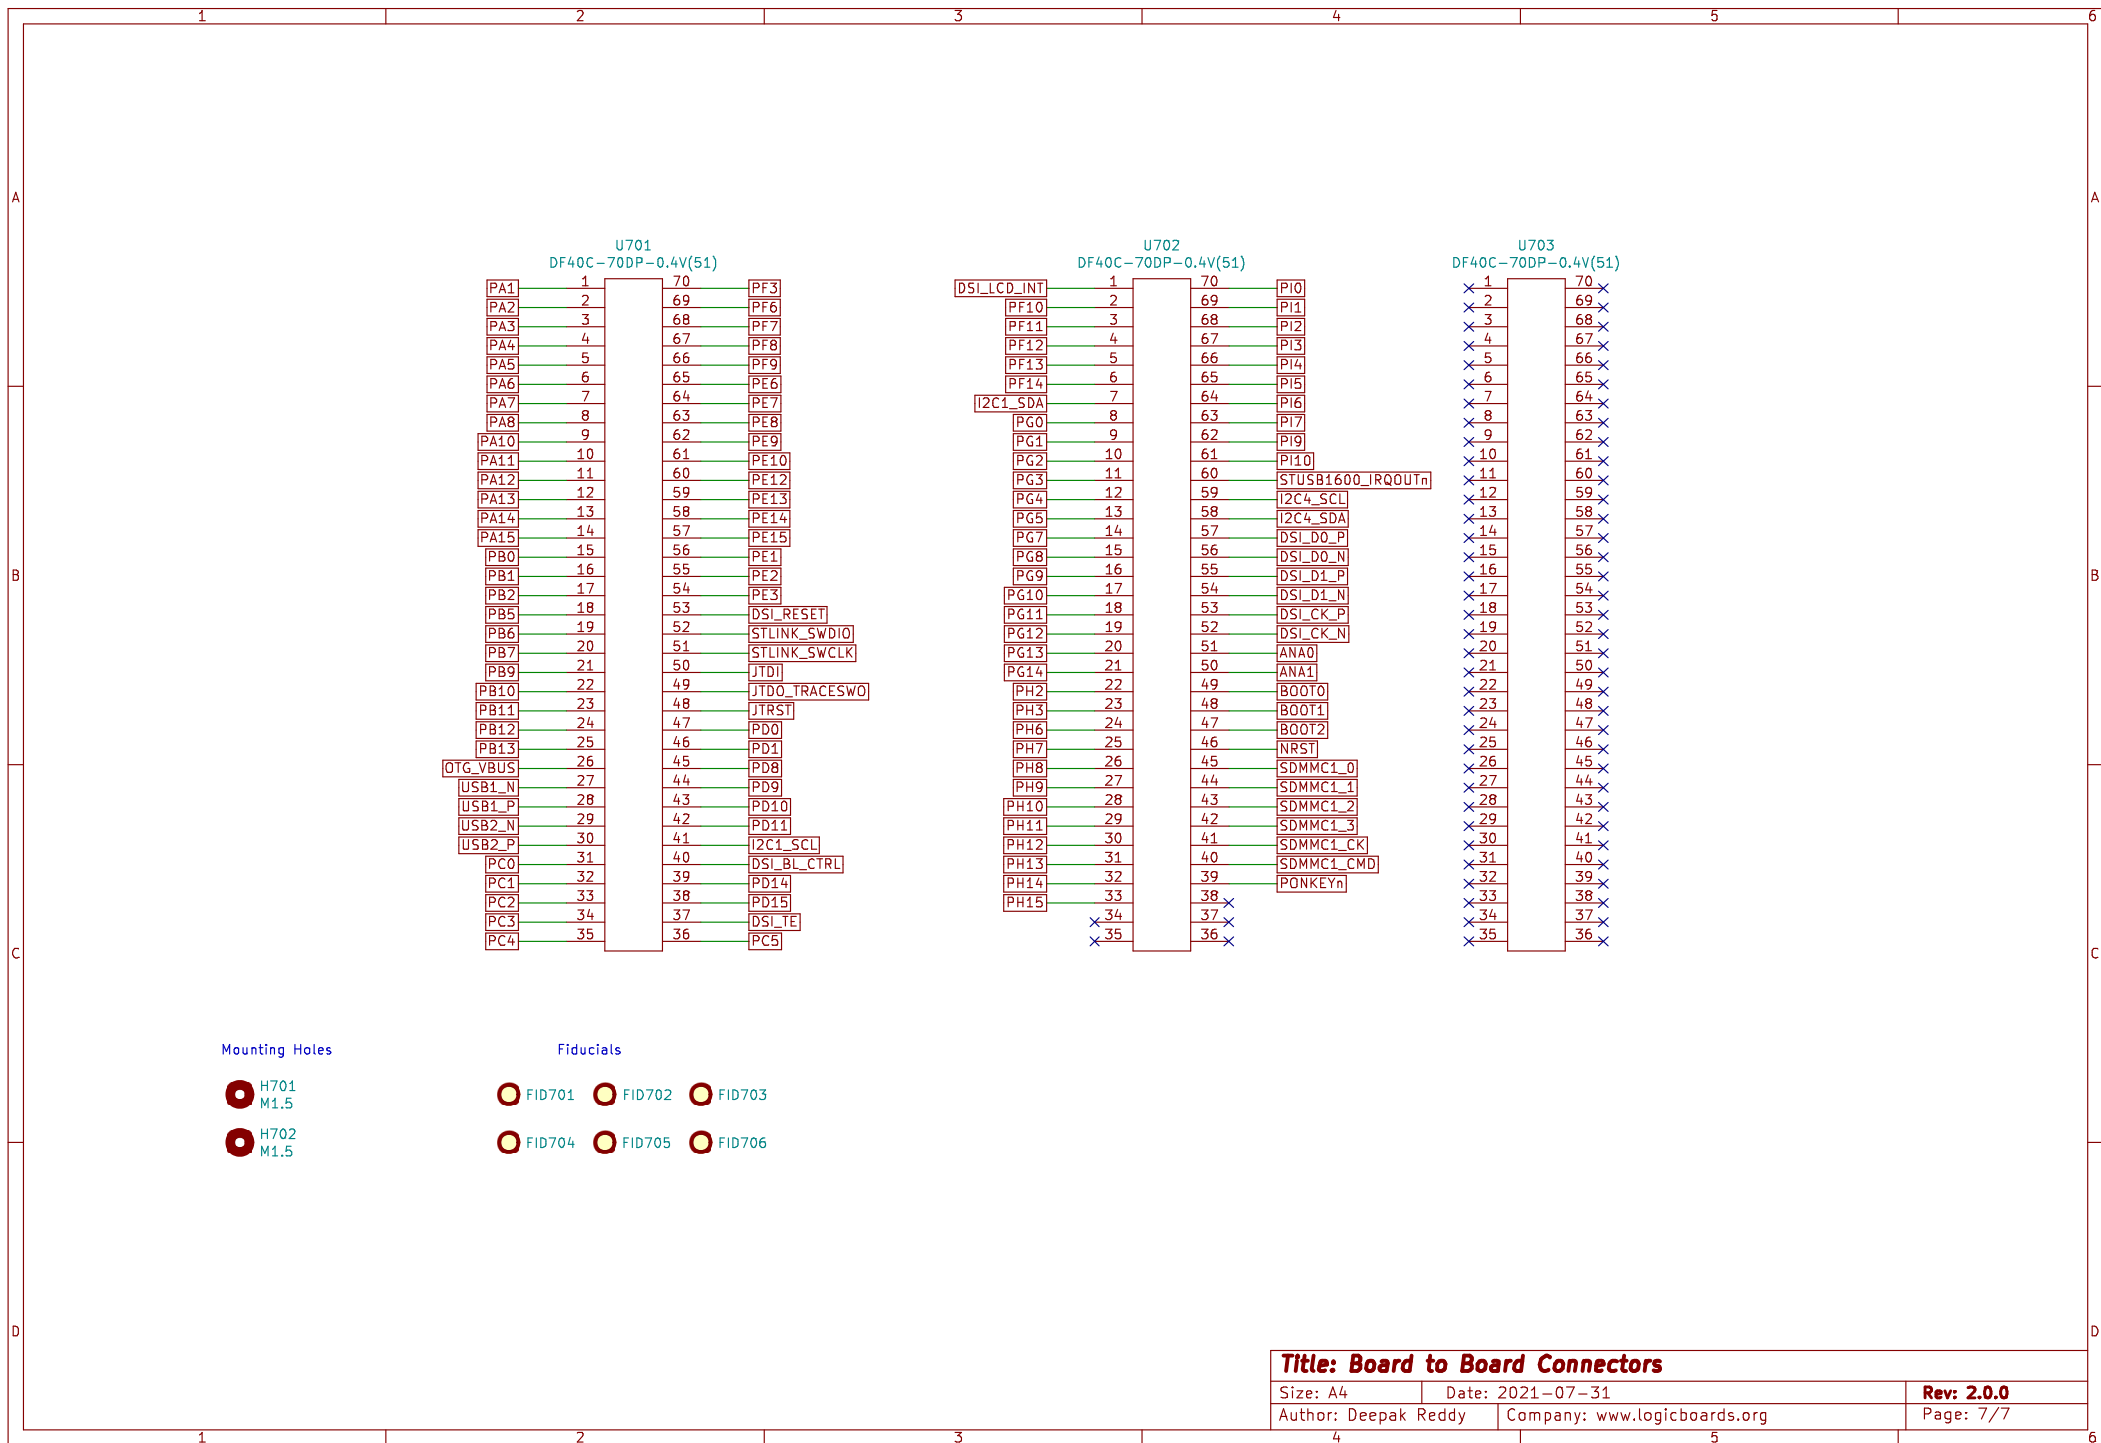 1 2 3 4 5 6
A A
U701 U702 U703
DF40C-70DP-0.4V(51) DF40C-70DP-0.4V(51) DF40C-70DP-0.4V(51)
PA1 1 70 PF3 DSI_LCD_INT 1 70 PI0 1 70
PA2 2 69 PF6 PF10 2 69 PI1 2 69
PA3 3 68 PF7 PF11 3 68 PI2 3 68
PA4 4 67 PF8 PF12 4 67 PI3 4 67
PA5 5 66 PF9 PF13 5 66 PI4 5 66
PA6 6 65 PE6 PF14 6 65 PI5 6 65
PA7 7 64 PE7 I2C1_SDA 7 64 PI6 7 64
PA8 8 63 PE8 PG0 8 63 PI7 8 63
PA10 9 62 PE9 PG1 9 62 PI9 9 62
PA11 10 61 PE10 PG2 10 61 PI10 10 61
PA12 11 60 PE12 PG3 11 60 STUSB1600_IRQOUTn 11 60
PA13 12 59 PE13 PG4 12 59 I2C4_SCL 12 59
PA14 13 58 PE14 PG5 13 58 I2C4_SDA 13 58
PA15 14 57 PE15 PG7 14 57 DSI_D0_P 14 57
PB0 15 56 PE1 PG8 15 56 DSI_D0_N 15 56
B PB1 16 55 PE2 PG9 16 55 DSI_D1_P 16 55 B
PB2 17 54 PE3 PG10 17 54 DSI_D1_N 17 54
PB5 18 53 DSI_RESET PG11 18 53 DSI_CK_P 18 53
PB6 19 52 STLINK_SWDIO PG12 19 52 DSI_CK_N 19 52
PB7 20 51 STLINK_SWCLK PG13 20 51 ANA0 20 51
PB9 21 50 JTDI PG14 21 50 ANA1 21 50
PB10 22 49 JTDO_TRACESWO PH2 22 49 BOOT0 22 49
PB11 23 48 JTRST PH3 23 48 BOOT1 23 48
PB12 24 47 PD0 PH6 24 47 BOOT2 24 47
PB13 25 46 PD1 PH7 25 46 NRST 25 46
OTG_VBUS 26 45 PD8 PH8 26 45 SDMMC1_0 26 45
USB1_N 27 44 PD9 PH9 27 44 SDMMC1_1 27 44
USB1_P 28 43 PD10 PH10 28 43 SDMMC1_2 28 43
USB2_N 29 42 PD11 PH11 29 42 SDMMC1_3 29 42
USB2_P 30 41 I2C1_SCL PH12 30 41 SDMMC1_CK 30 41
PC0 31 40 DSI_BL_CTRL PH13 31 40 SDMMC1_CMD 31 40
PC1 32 39 PD14 PH14 32 39 PONKEYn 32 39
PC2 33 38 PD15 PH15 33 38 33 38
PC3 34 37 DSI_TE 34 37 34 37
PC4 35 36 PC5 35 36 35 36
C C
Mounting Holes Fiducials
H701
M1.5
FID701 FID702 FID703
H702
M1.5
FID704 FID705 FID706
D D
Title: Board to Board Connectors
Size: A4 Date: 2021-07-31 Rev: 2.0.0
Author: Deepak Reddy Company: www.logicboards.org Page: 7/7
1 2 3 4 5 6